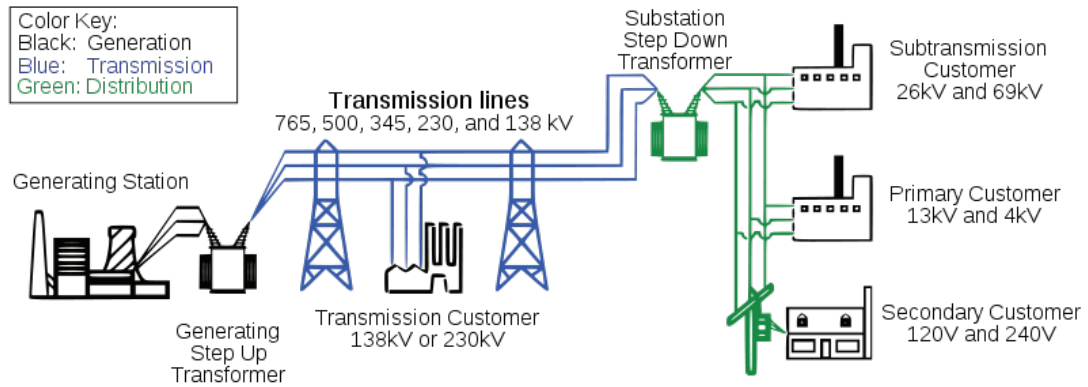 Color Key:
Black: Generation
Blue: Transmission
Green: Distribution
Substation
Step Down
Transformer
Subtransmission
Customer
26kV and 69kV
Transmission lines
765, 500, 345, 230, and 138 kV
Generating Station
Primary Customer
13kV and 4kV
Transmission Customer
138kV or 230kV
Generating
Step Up
Transformer
Secondary Customer
120V and 240V